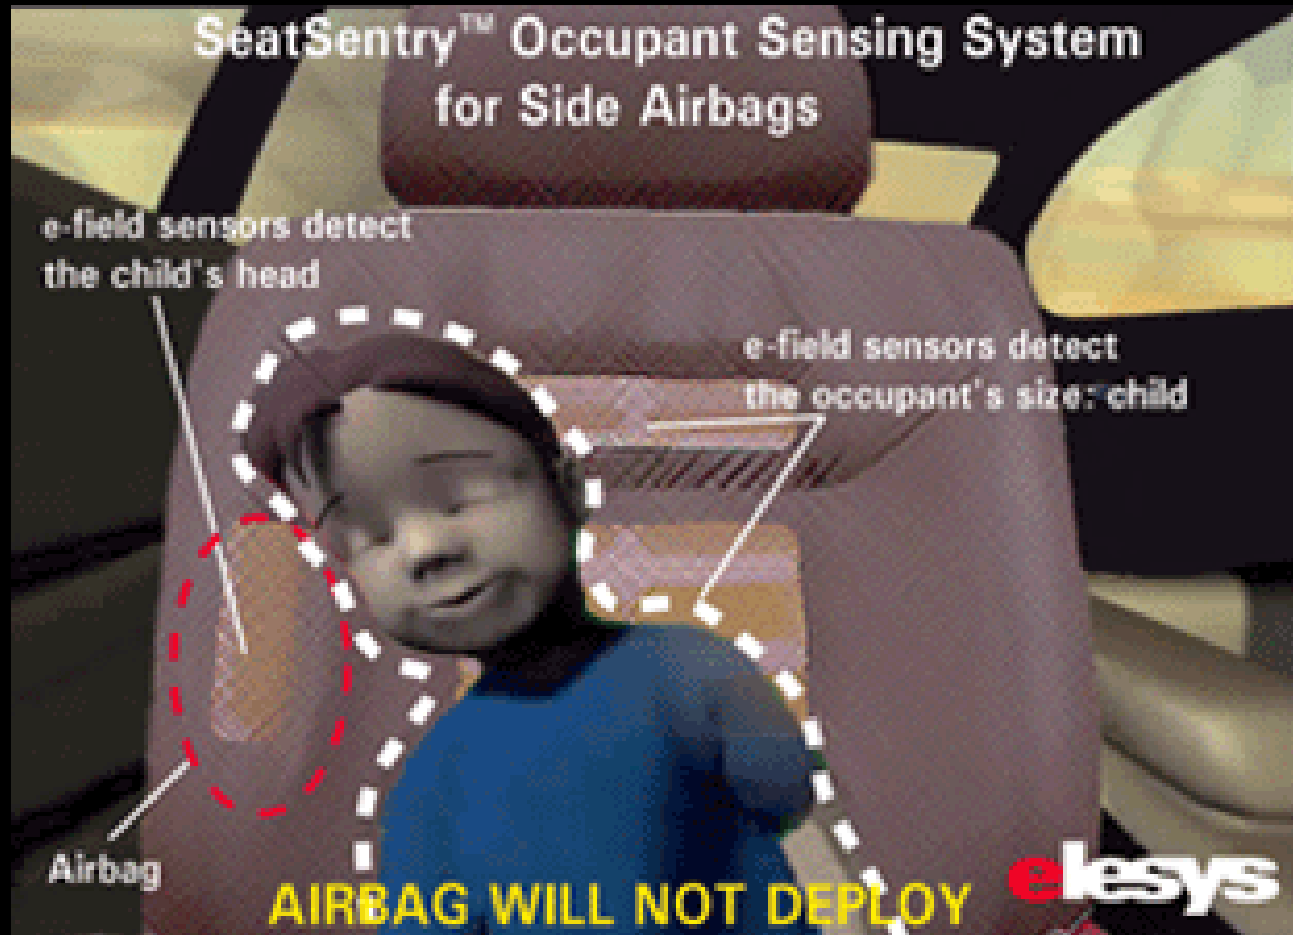 SeatSentry™ Occupant Sensing System
for Side Airbags
e-field sensors detect
the child's head
e-field sensors detect
the occupant's size: child
Airbag
AIRBAG WILL NOT DEPLOY
elesys